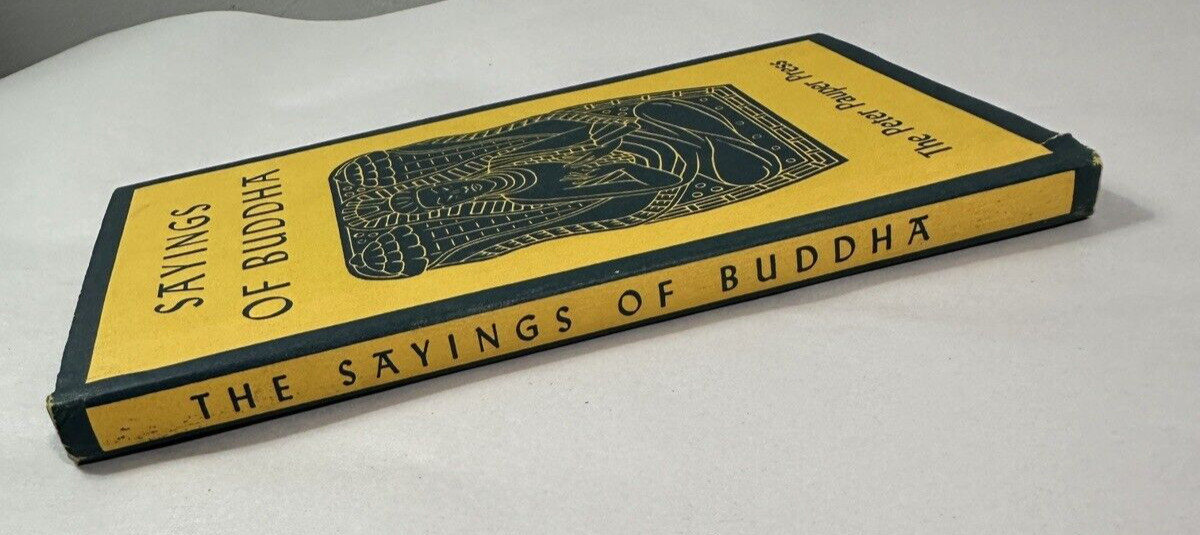 SAYINGS
OF BUDDHA
The Peter Pauper Press
THE SAYINGS OF BUDDHA